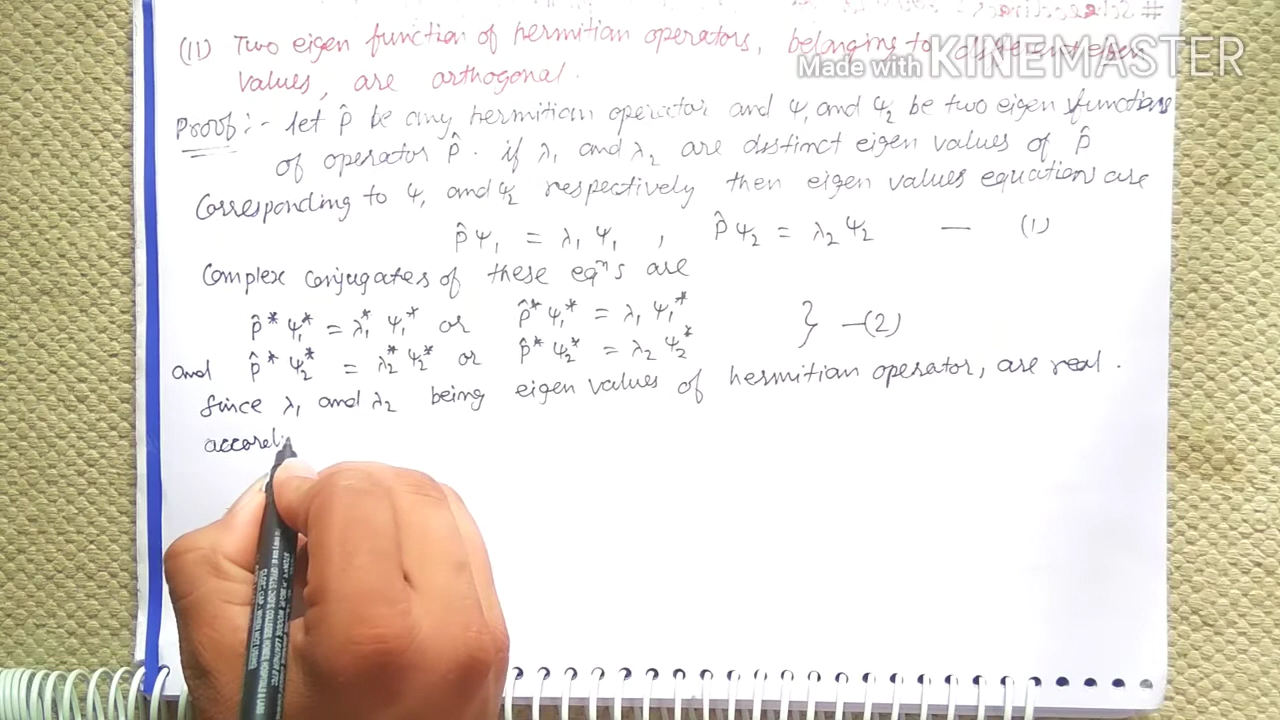 (II) Two eigen function of hermitian operators, belonging to different eigen
values, are orthogonal.
Made with KINEMASTER
Proof :- let P̂ be any hermitian operator and ψ₁ and ψ₂ be two eigen functions
of operator P̂. if λ₁ and λ₂ are distinct eigen values of P̂
Corresponding to ψ₁ and ψ₂ respectively then eigen values equations are
P̂ψ₁ = λ₁ψ₁ , P̂ψ₂ = λ₂ψ₂ — (1)
Complex conjugates of these eqⁿs are
P̂* ψ₁* = λ₁* ψ₁* or P̂* ψ₁* = λ₁ ψ₁*
and P̂* ψ₂* = λ₂* ψ₂* or P̂* ψ₂* = λ₂ ψ₂* } —(2)
Since λ₁ and λ₂ being eigen values of hermitian operator, are real.
accordi